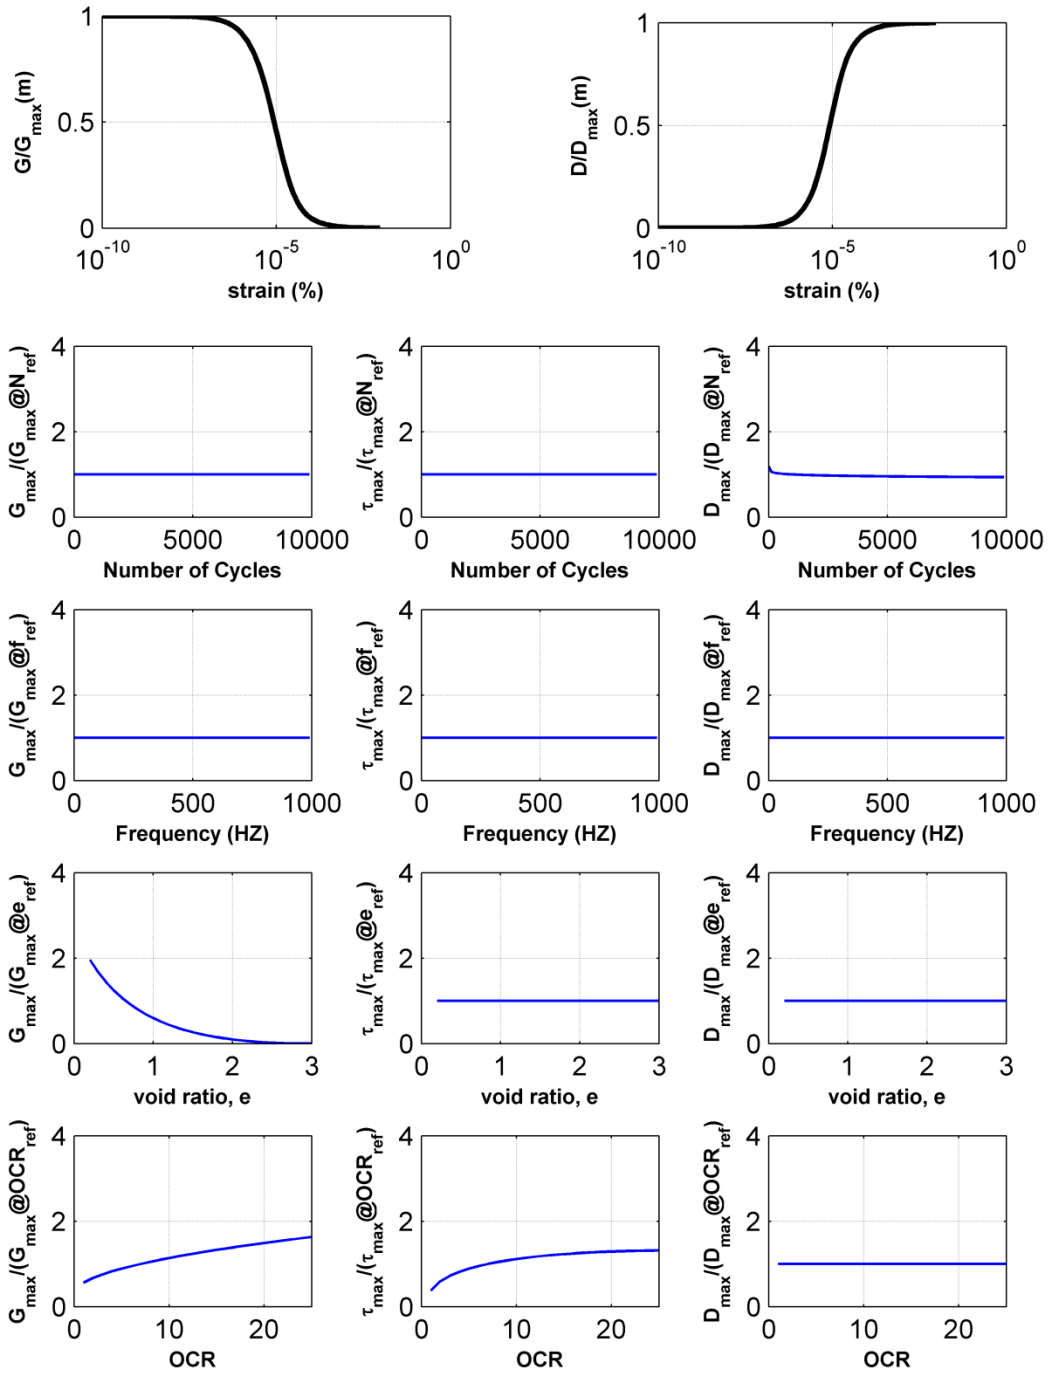 G/G_max(m)
1
0.5
0
10^-10 10^-5 10^0
strain (%)
D/D_max(m)
1
0.5
0
10^-10 10^-5 10^0
strain (%)
G_max/(G_max@N_ref)
4
2
0
0 5000 10000
Number of Cycles
τ_max/(τ_max@N_ref)
4
2
0
0 5000 10000
Number of Cycles
D_max/(D_max@N_ref)
4
2
0
0 5000 10000
Number of Cycles
G_max/(G_max@f_ref)
4
2
0
0 500 1000
Frequency (HZ)
τ_max/(τ_max@f_ref)
4
2
0
0 500 1000
Frequency (HZ)
D_max/(D_max@f_ref)
4
2
0
0 500 1000
Frequency (HZ)
G_max/(G_max@e_ref)
4
2
0
0 1 2 3
void ratio, e
τ_max/(τ_max@e_ref)
4
2
0
0 1 2 3
void ratio, e
D_max/(D_max@e_ref)
4
2
0
0 1 2 3
void ratio, e
G_max/(G_max@OCR_ref)
4
2
0
0 10 20
OCR
τ_max/(τ_max@OCR_ref)
4
2
0
0 10 20
OCR
D_max/(D_max@OCR_ref)
4
2
0
0 10 20
OCR